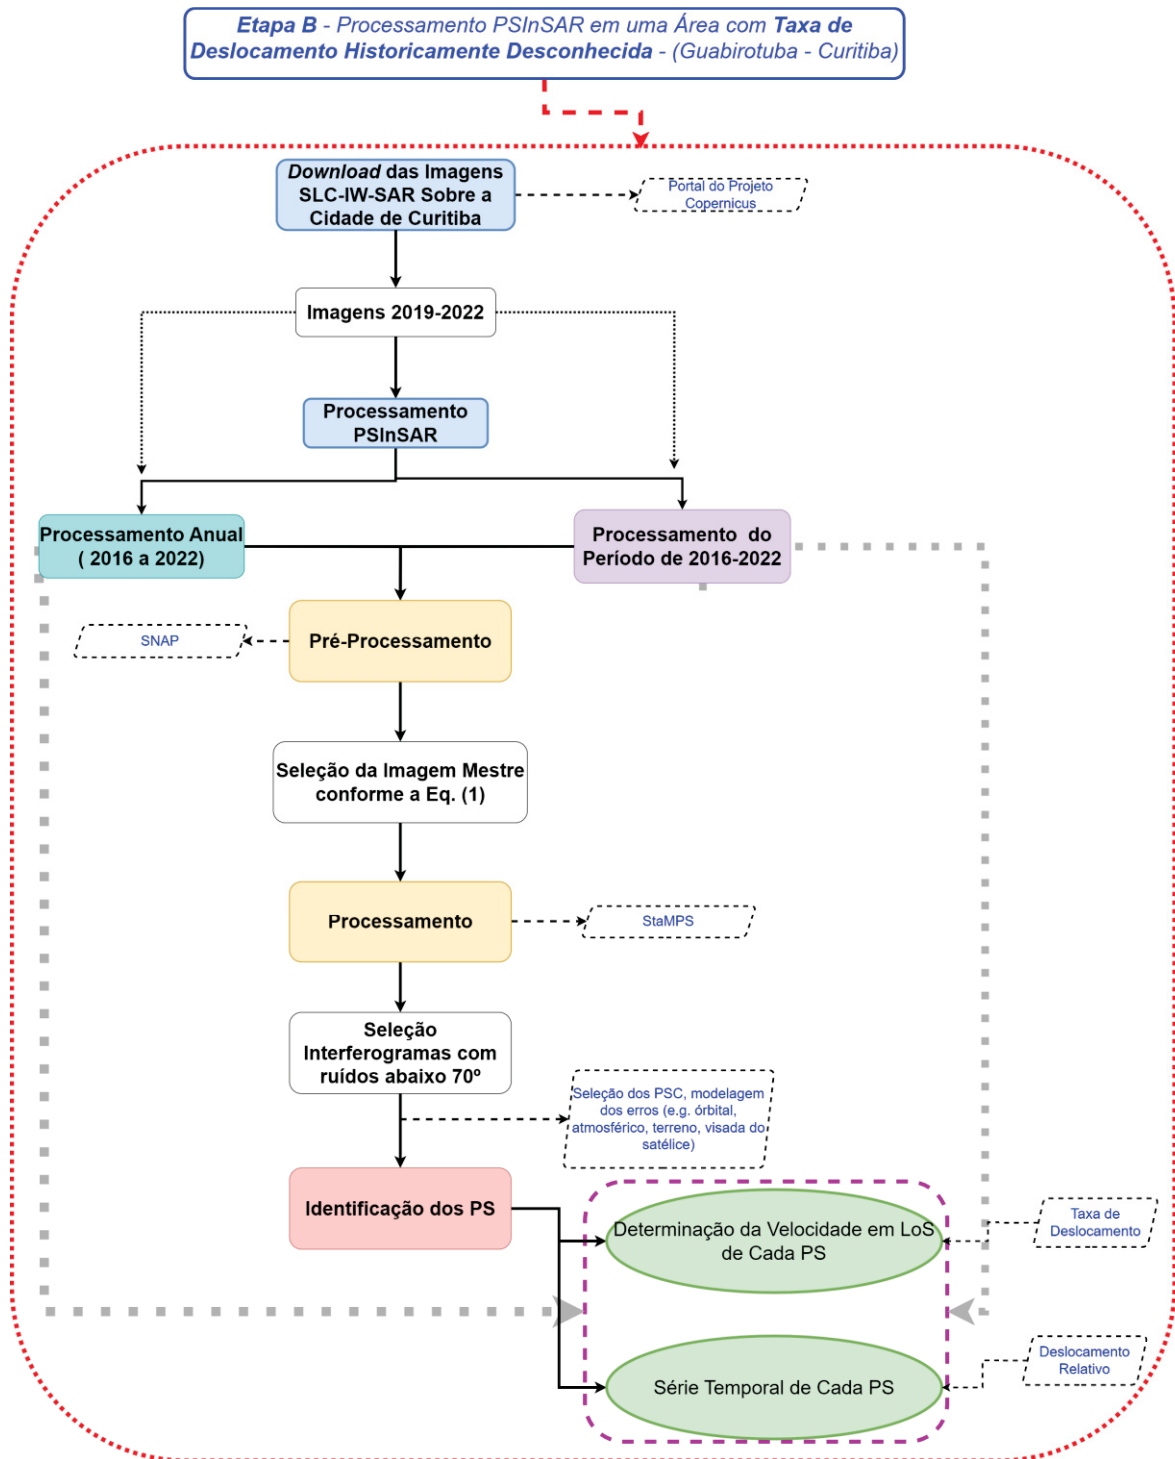 Etapa B - Processamento PSInSAR em uma Área com Taxa de
Deslocamento Historicamente Desconhecida - (Guabirotuba - Curitiba)
Download das Imagens
SLC-IW-SAR Sobre a
Cidade de Curitiba
Portal do Projeto
Copernicus
Imagens 2019-2022
Processamento
PSInSAR
Processamento Anual
( 2016 a 2022)
Processamento do
Período de 2016-2022
SNAP
Pré-Processamento
Seleção da Imagem Mestre
conforme a Eq. (1)
Processamento
StaMPS
Seleção
Interferogramas com
ruídos abaixo 70º
Seleção dos PSC, modelagem
dos erros (e.g. órbital,
atmosférico, terreno, visada do
satélice)
Identificação dos PS
Determinação da Velocidade em LoS
de Cada PS
Taxa de
Deslocamento
Série Temporal de Cada PS
Deslocamento
Relativo